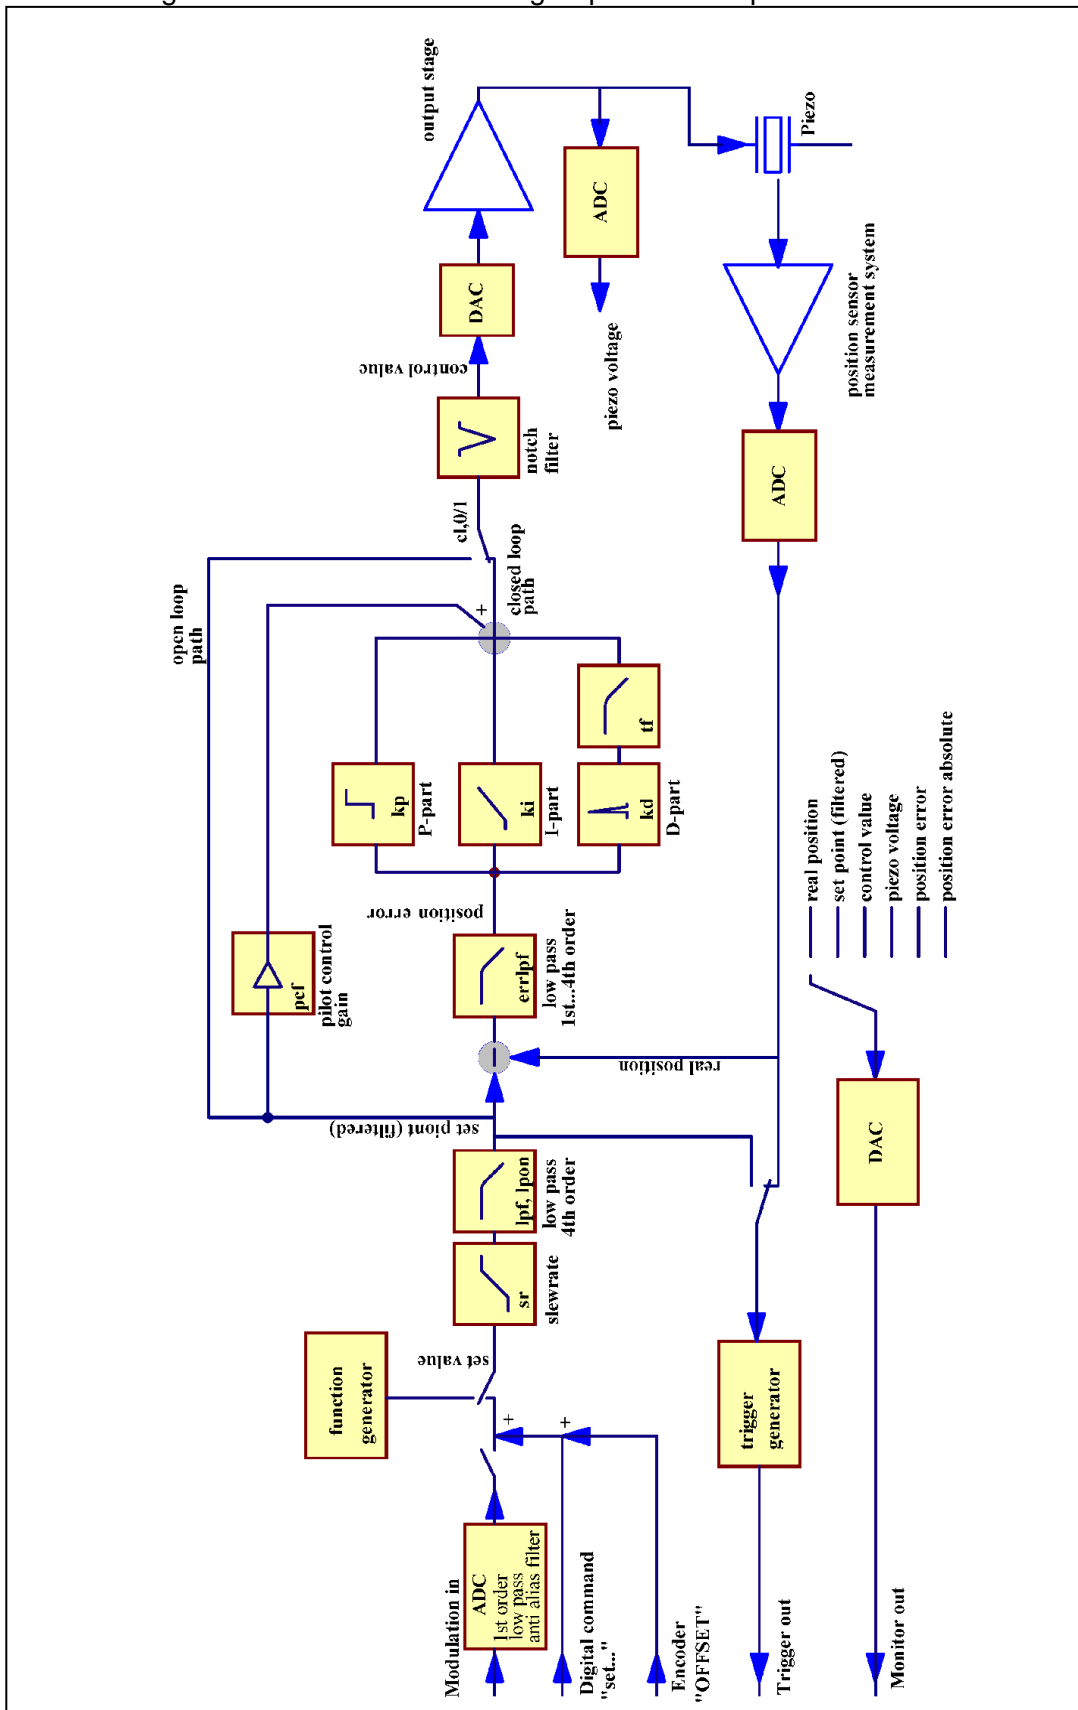 output stage
ADC
Piezo
DAC
control value
piezo voltage
position sensor
measurement system
notch
filter
ADC
cl,0/1
closed loop
path
+
open loop
path
kp
P-part
ki
I-part
tf
kd
D-part
position error
pcf
pilot control
gain
errlpf
low pass
1st...4th order
real position
real position
set point (filtered)
control value
piezo voltage
position error
position error absolute
DAC
set piont (filtered)
lpf, lpon
low pass
4th order
sr
slewrate
set value
function
generator
+
+
trigger
generator
ADC
1st order
low pass
anti alias filter
Modulation in
Digital command
"set..."
Encoder
"OFFSET"
Trigger out
Monitor out